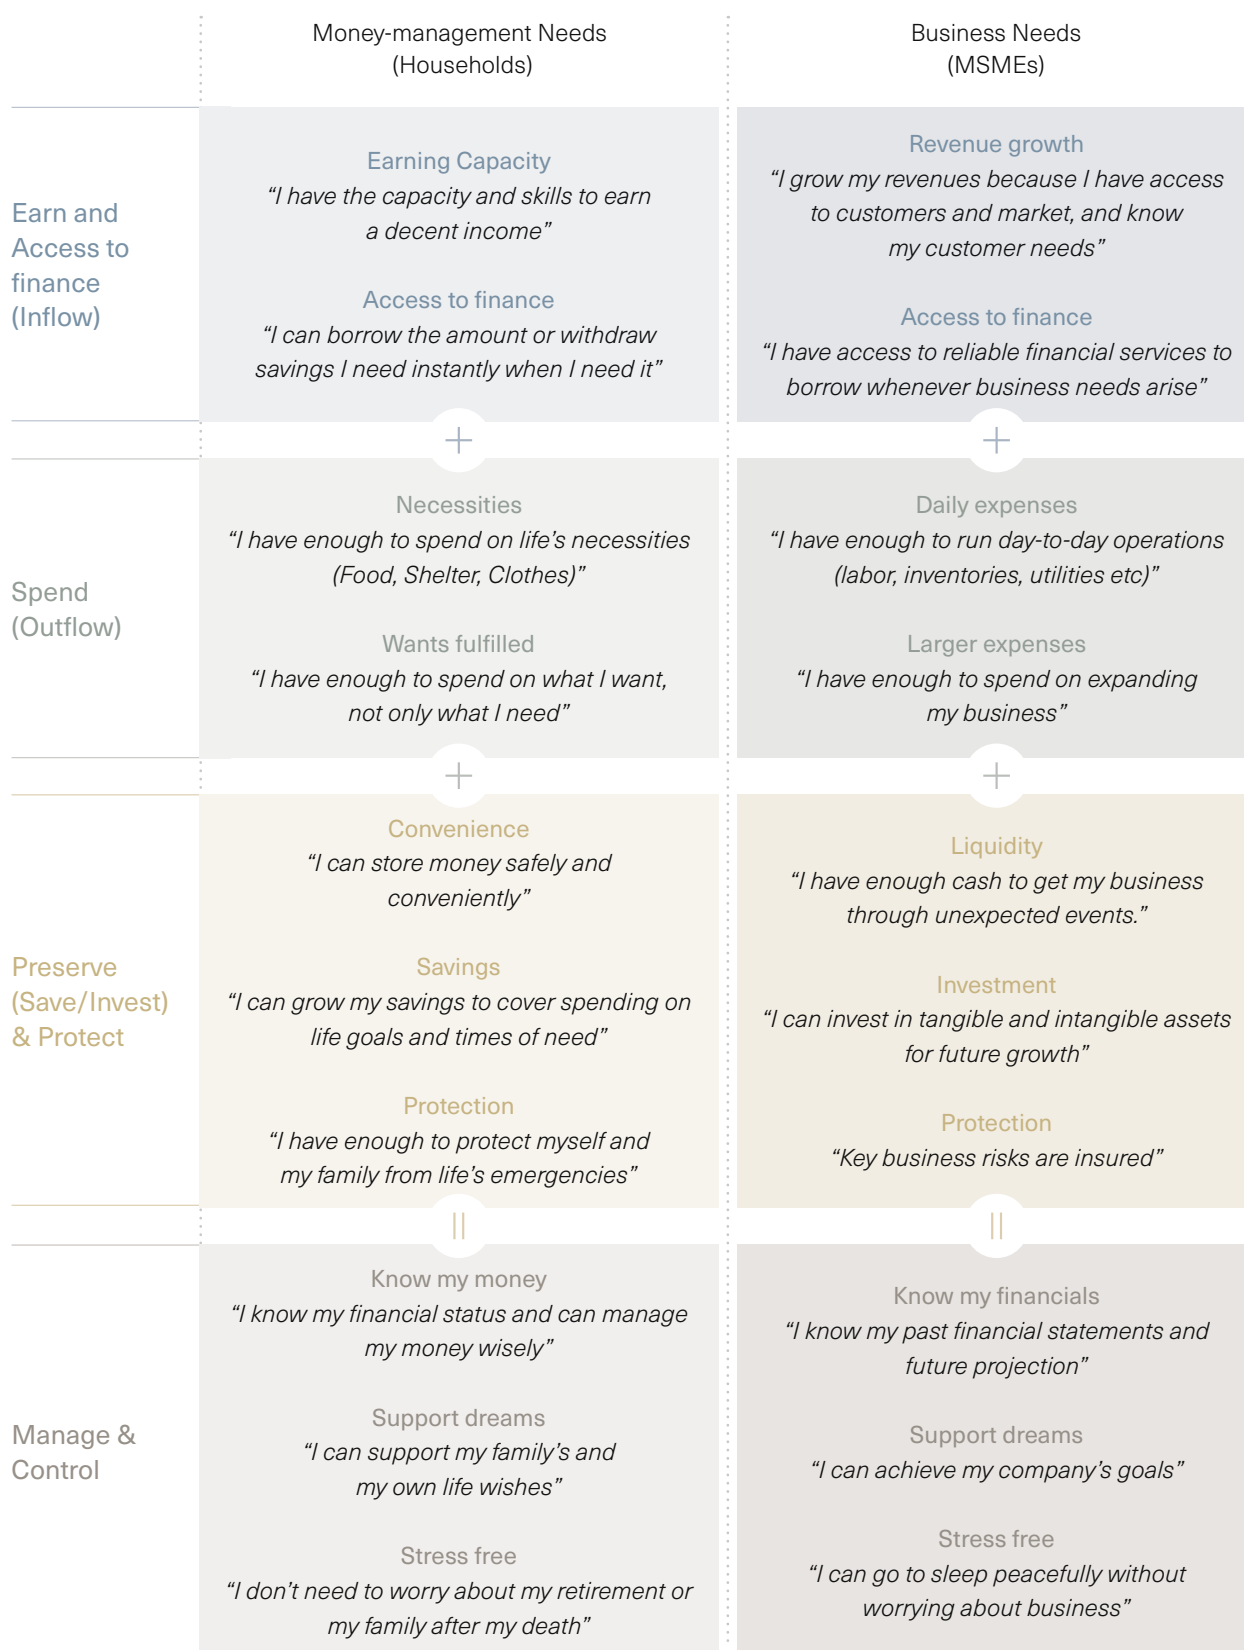 Money-management Needs
(Households)
Business Needs
(MSMEs)
Earn and
Access to
finance
(Inflow)
Earning Capacity
“I have the capacity and skills to earn
a decent income”
Access to finance
“I can borrow the amount or withdraw
savings I need instantly when I need it”
Revenue growth
“I grow my revenues because I have access
to customers and market, and know
my customer needs”
Access to finance
“I have access to reliable financial services to
borrow whenever business needs arise”
+
+
Spend
(Outflow)
Necessities
“I have enough to spend on life’s necessities
(Food, Shelter, Clothes)”
Wants fulfilled
“I have enough to spend on what I want,
not only what I need”
Daily expenses
“I have enough to run day-to-day operations
(labor, inventories, utilities etc)”
Larger expenses
“I have enough to spend on expanding
my business”
+
+
Preserve
(Save/Invest)
& Protect
Convenience
“I can store money safely and
conveniently”
Savings
“I can grow my savings to cover spending on
life goals and times of need”
Protection
“I have enough to protect myself and
my family from life’s emergencies”
Liquidity
“I have enough cash to get my business
through unexpected events.”
Investment
“I can invest in tangible and intangible assets
for future growth”
Protection
“Key business risks are insured”
||
||
Manage &
Control
Know my money
“I know my financial status and can manage
my money wisely”
Support dreams
“I can support my family’s and
my own life wishes”
Stress free
“I don’t need to worry about my retirement or
my family after my death”
Know my financials
“I know my past financial statements and
future projection”
Support dreams
“I can achieve my company’s goals”
Stress free
“I can go to sleep peacefully without
worrying about business”